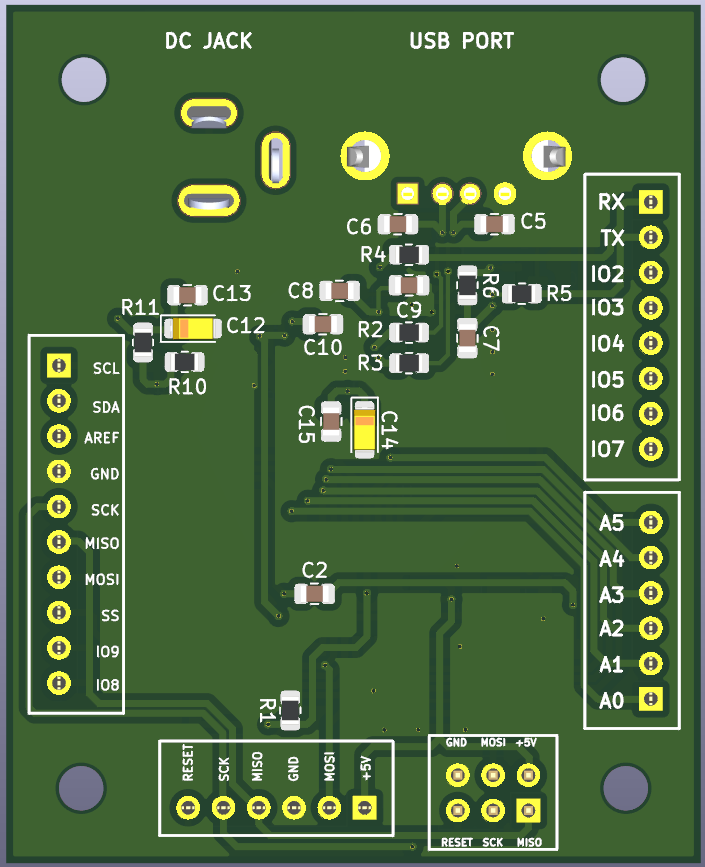 DC JACK
USB PORT
C6
C5
R4
C13
C8
R6
R5
C9
R11
C12
C10
R2
C7
R3
R10
C15
C14
SCL
SDA
AREF
GND
SCK
MISO
MOSI
SS
IO9
IO8
RX
TX
IO2
IO3
IO4
IO5
IO6
IO7
A5
A4
A3
A2
A1
A0
C2
R1
RESET
SCK
MISO
GND
MOSI
+5V
GND MOSI +5V
RESET SCK MISO